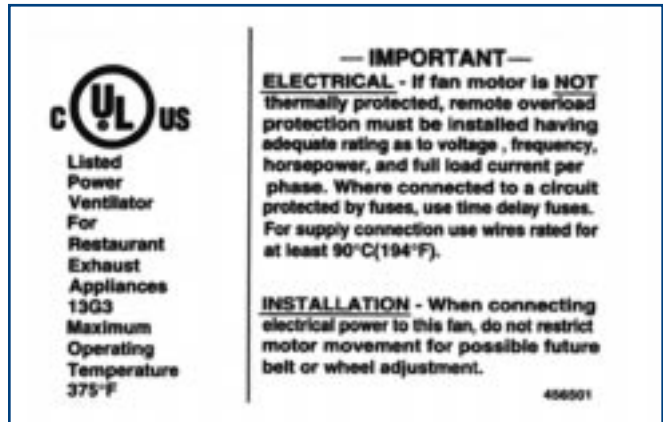 C UL US
Listed
Power
Ventilator
For
Restaurant
Exhaust
Appliances
13G3
Maximum
Operating
Temperature
375°F
— IMPORTANT—
ELECTRICAL - If fan motor is NOT
thermally protected, remote overload
protection must be installed having
adequate rating as to voltage , frequency,
horsepower, and full load current per
phase. Where connected to a circuit
protected by fuses, use time delay fuses.
For supply connection use wires rated for
at least 90°C(194°F).
INSTALLATION - When connecting
electrical power to this fan, do not restrict
motor movement for possible future
belt or wheel adjustment.
456501